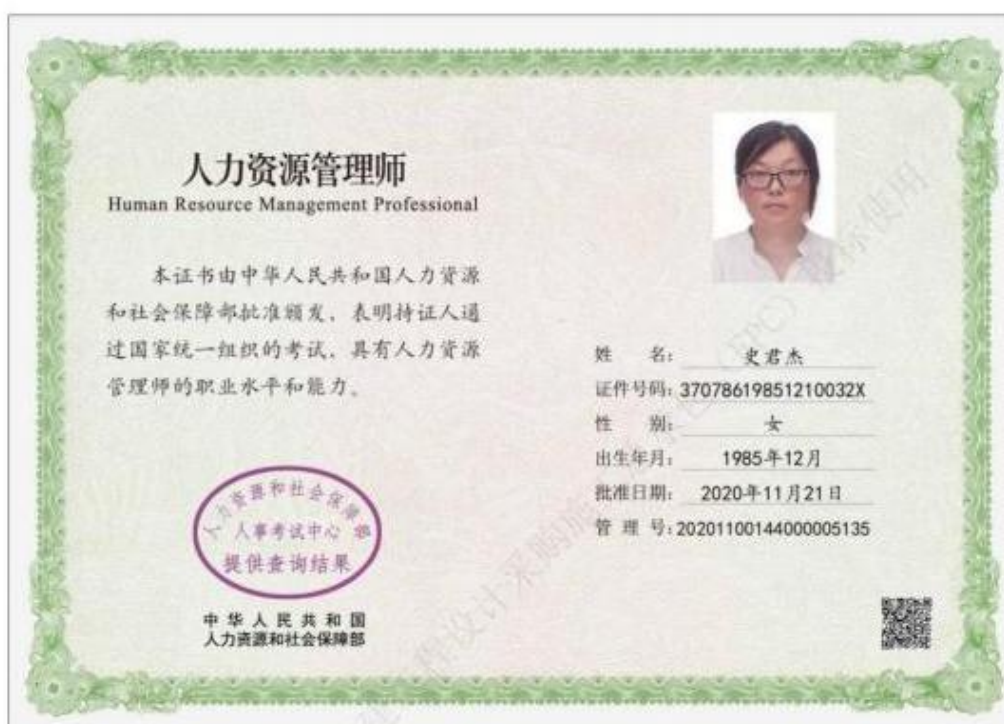 人力资源管理师
Human Resource Management Professional
本证书由中华人民共和国人力资源
和社会保障部批准颁发，表明持证人通
过国家统一组织的考试，具有人力资源
管理师的职业水平和能力。
人力资源和社会保障部
人事考试中心
提供查询结果
中华人民共和国
人力资源和社会保障部
姓 名：史君杰
证件号码：37078619851210032X
性 别：女
出生年月：1985年12月
批准日期：2020年11月21日
管 理 号：20201100144000005135